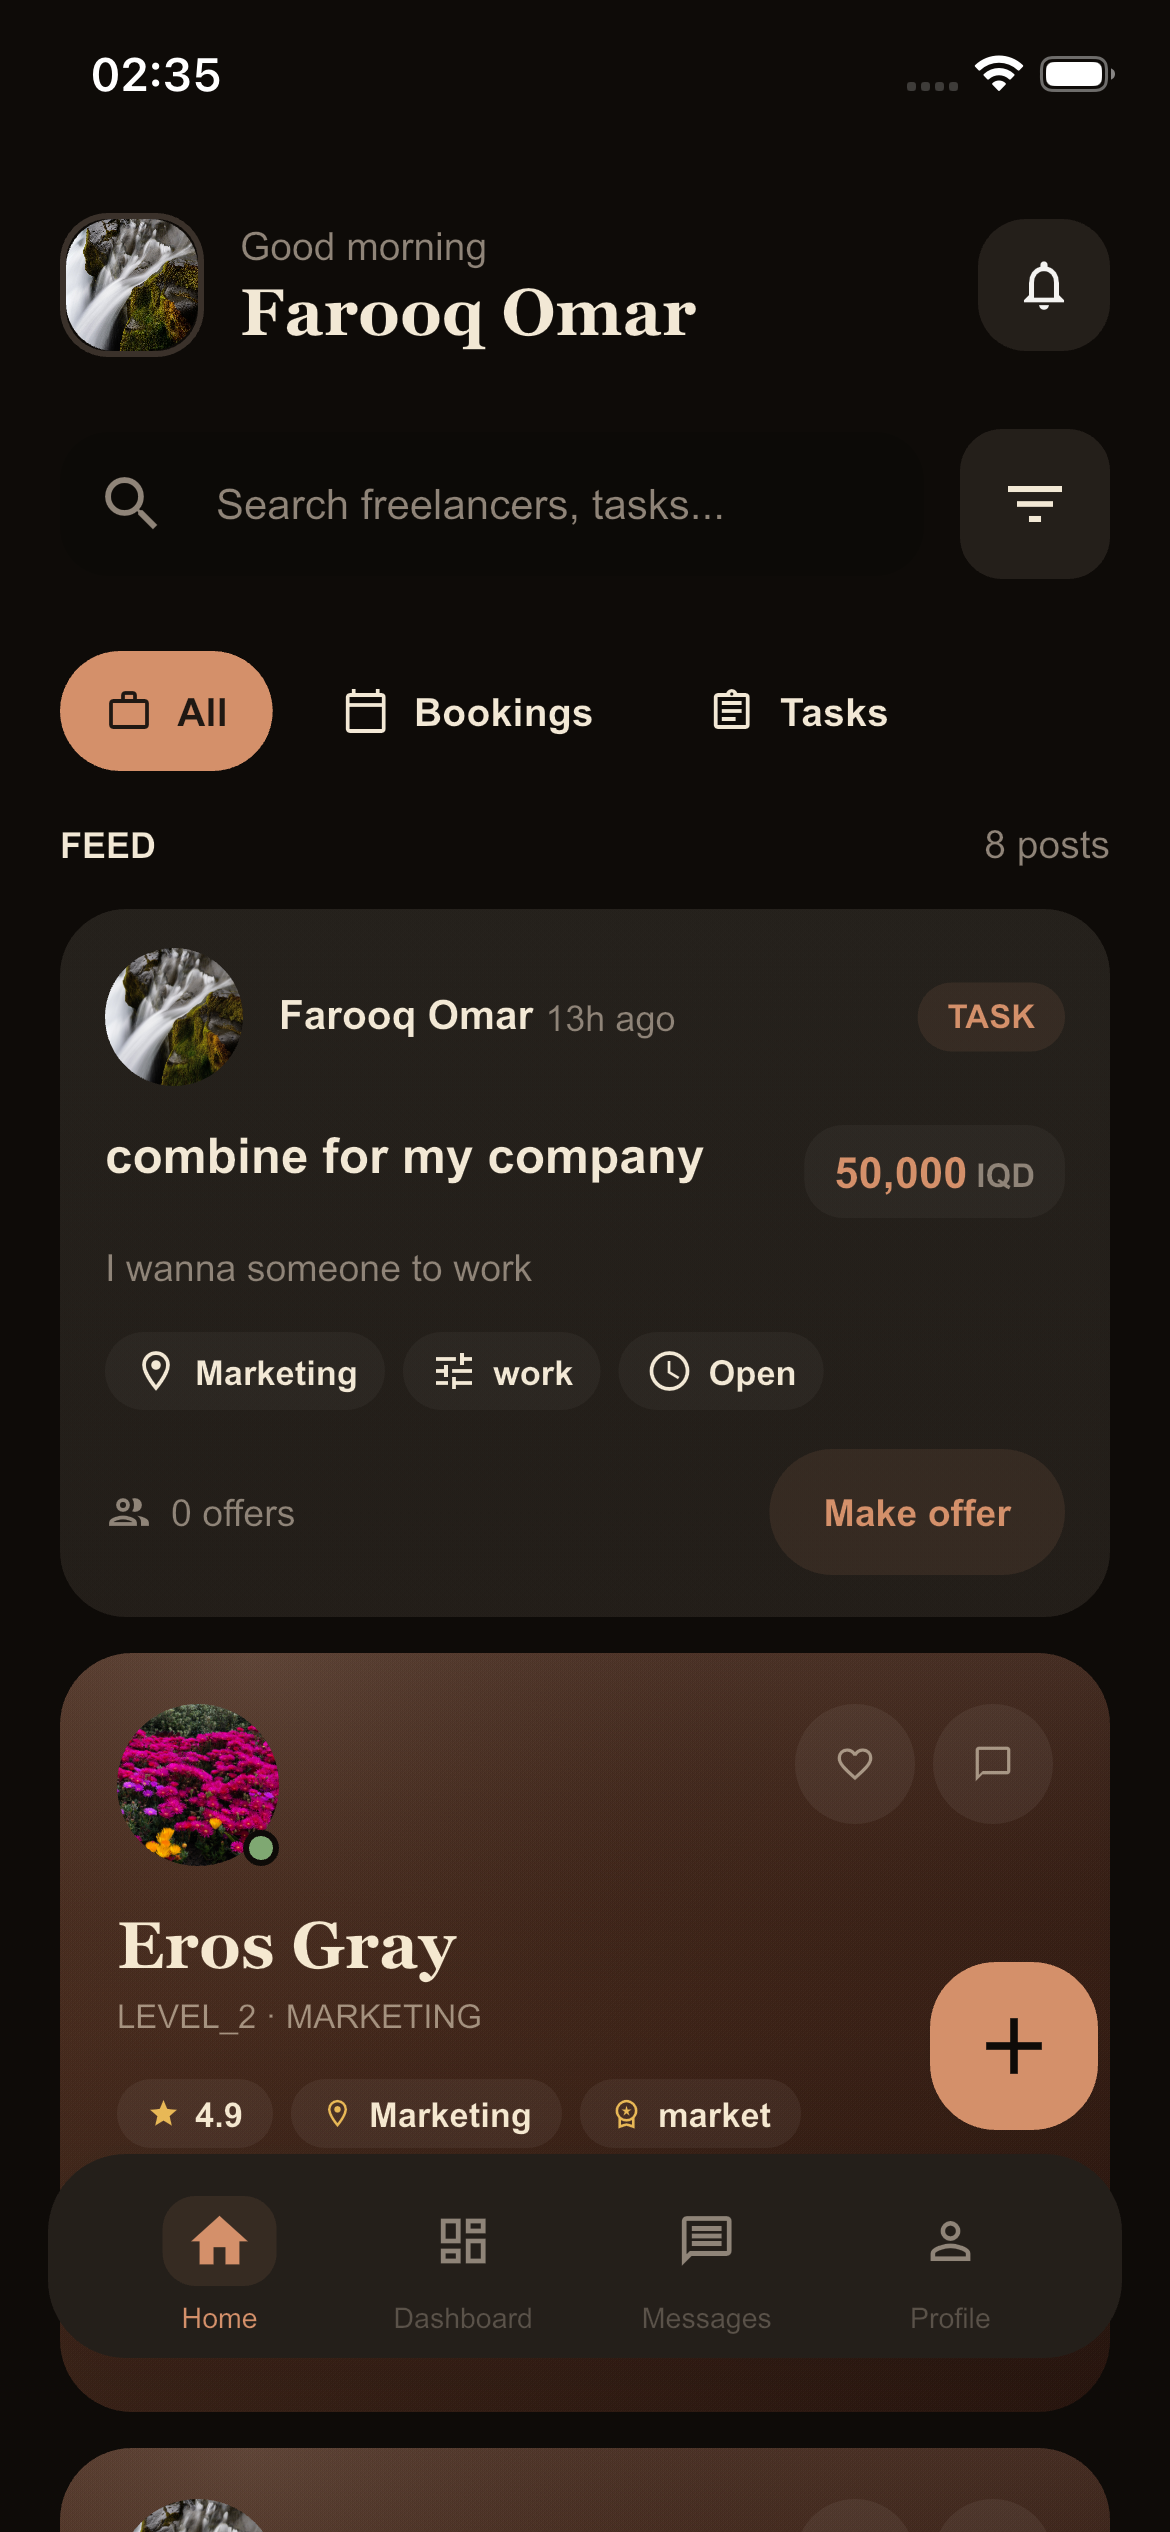 02:35
Good morning
Farooq Omar
Search freelancers, tasks...
All
Bookings
Tasks
FEED
8 posts
Farooq Omar 13h ago
TASK
combine for my company
50,000 IQD
I wanna someone to work
Marketing
work
Open
0 offers
Make offer
Eros Gray
LEVEL_2 · MARKETING
4.9
Marketing
market
Home
Dashboard
Messages
Profile